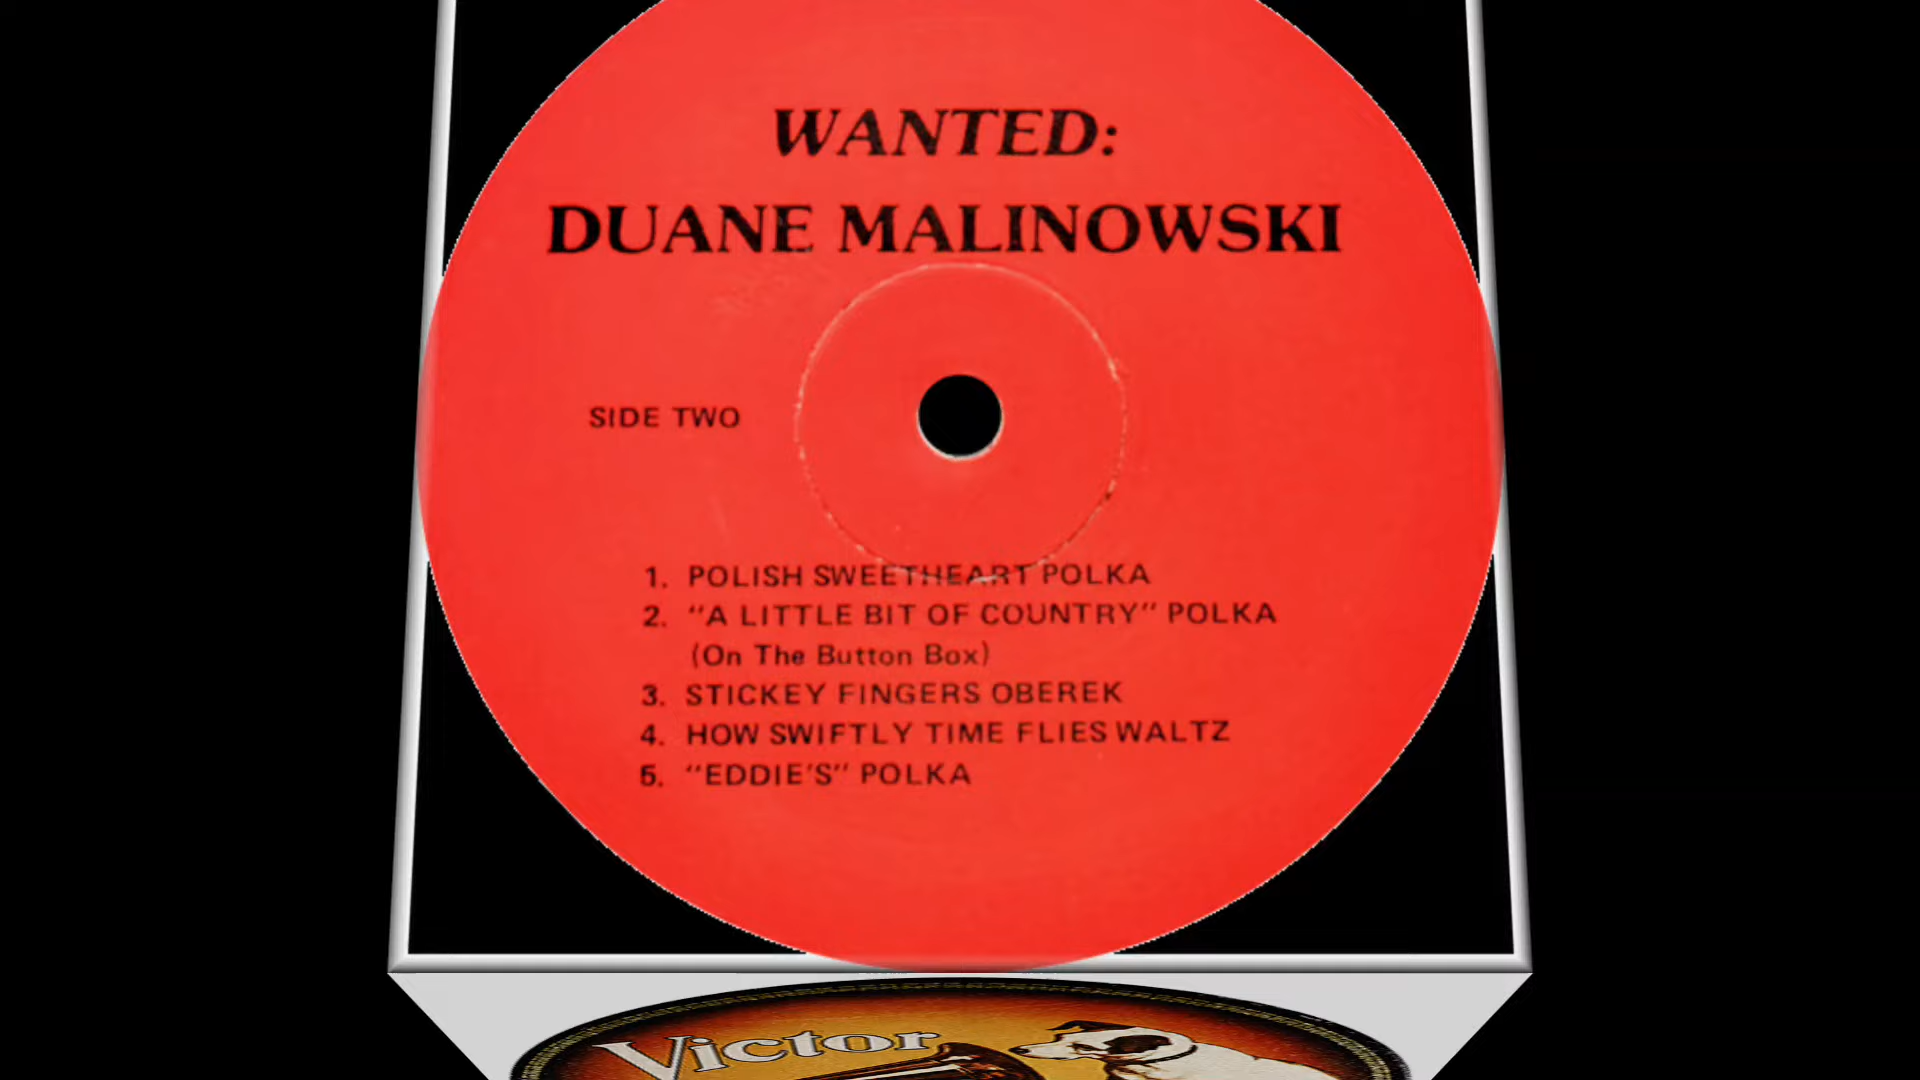 WANTED:
DUANE MALINOWSKI
SIDE TWO
1. POLISH SWEETHEART POLKA
2. "A LITTLE BIT OF COUNTRY" POLKA
(On The Button Box)
3. STICKEY FINGERS OBEREK
4. HOW SWIFTLY TIME FLIES WALTZ
5. "EDDIE'S" POLKA
Victor